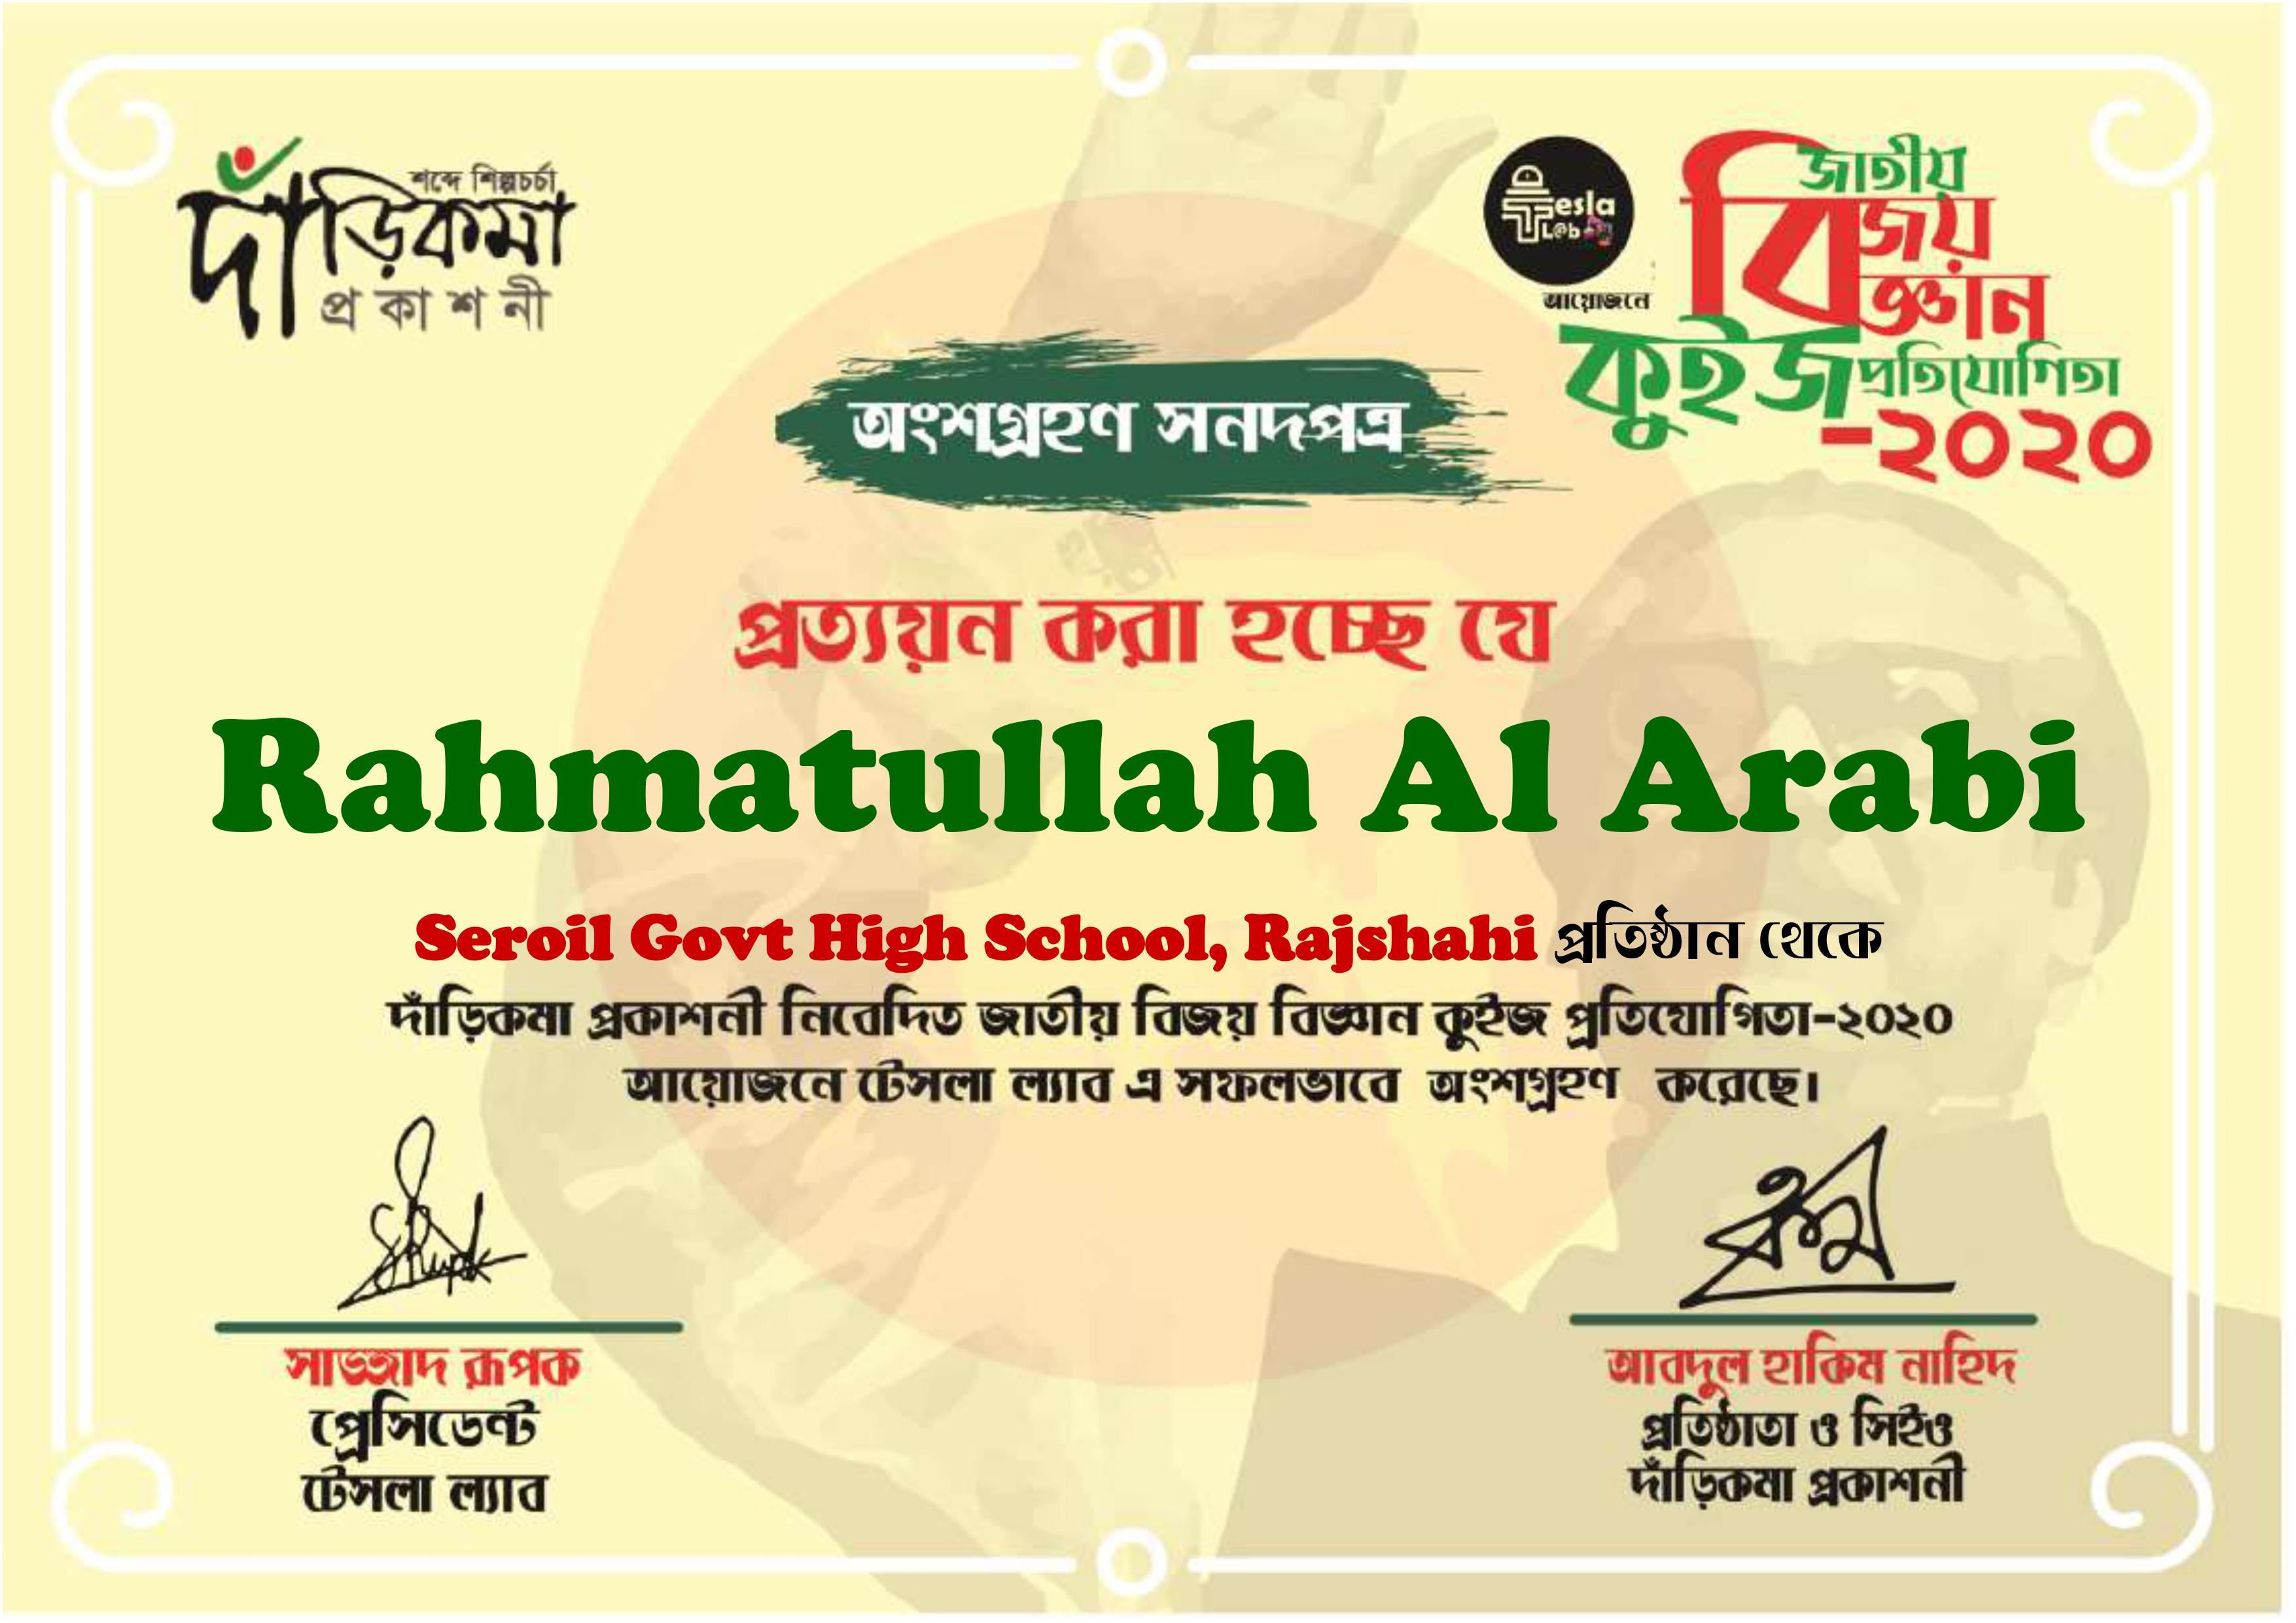 শব্দে শিল্পচর্চা
দাঁড়িকমা
প্রকাশনী
Tesla
L@b
আয়োজনে
জাতীয়
বিজয়
বিজ্ঞান
কুইজ প্রতিযোগিতা
-২০২০
অংশগ্রহণ সনদপত্র
প্রত্যয়ন করা হচ্ছে যে
Rahmatullah Al Arabi
Seroil Govt High School, Rajshahi প্রতিষ্ঠান থেকে
দাঁড়িকমা প্রকাশনী নিবেদিত জাতীয় বিজয় বিজ্ঞান কুইজ প্রতিযোগিতা-২০২০
আয়োজনে টেসলা ল্যাব এ সফলভাবে অংশগ্রহণ করেছে।
সাজ্জাদ রূপক
প্রেসিডেন্ট
টেসলা ল্যাব
আবদুল হাকিম নাহিদ
প্রতিষ্ঠাতা ও সিইও
দাঁড়িকমা প্রকাশনী